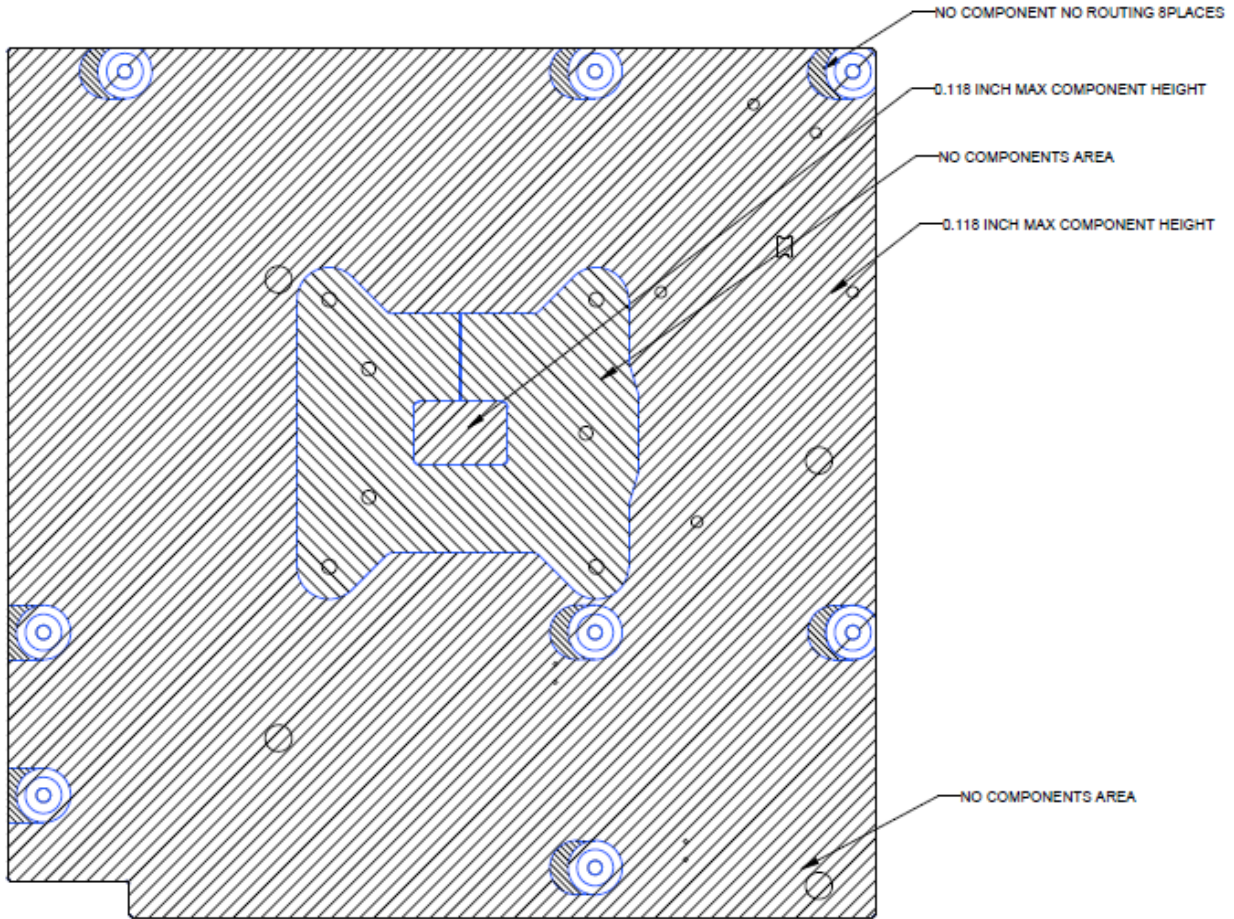 NO COMPONENT NO ROUTING 8PLACES
0.118 INCH MAX COMPONENT HEIGHT
NO COMPONENTS AREA
0.118 INCH MAX COMPONENT HEIGHT
NO COMPONENTS AREA